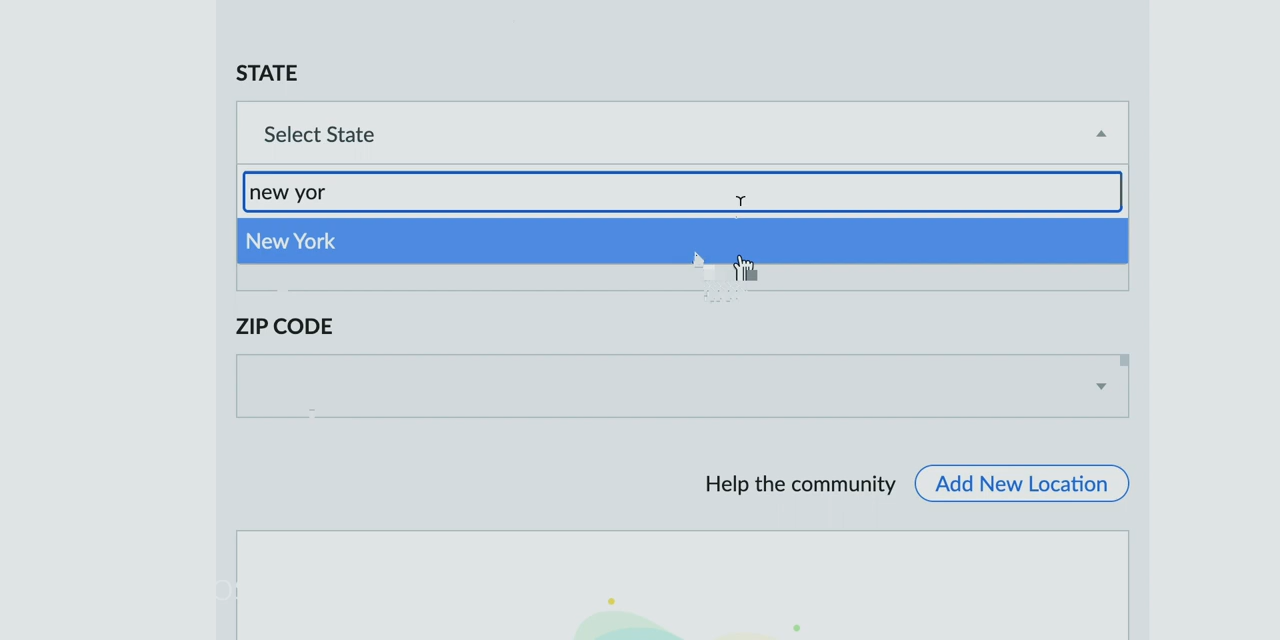 STATE
Select State
new yor
New York
ZIP CODE
Help the community
Add New Location